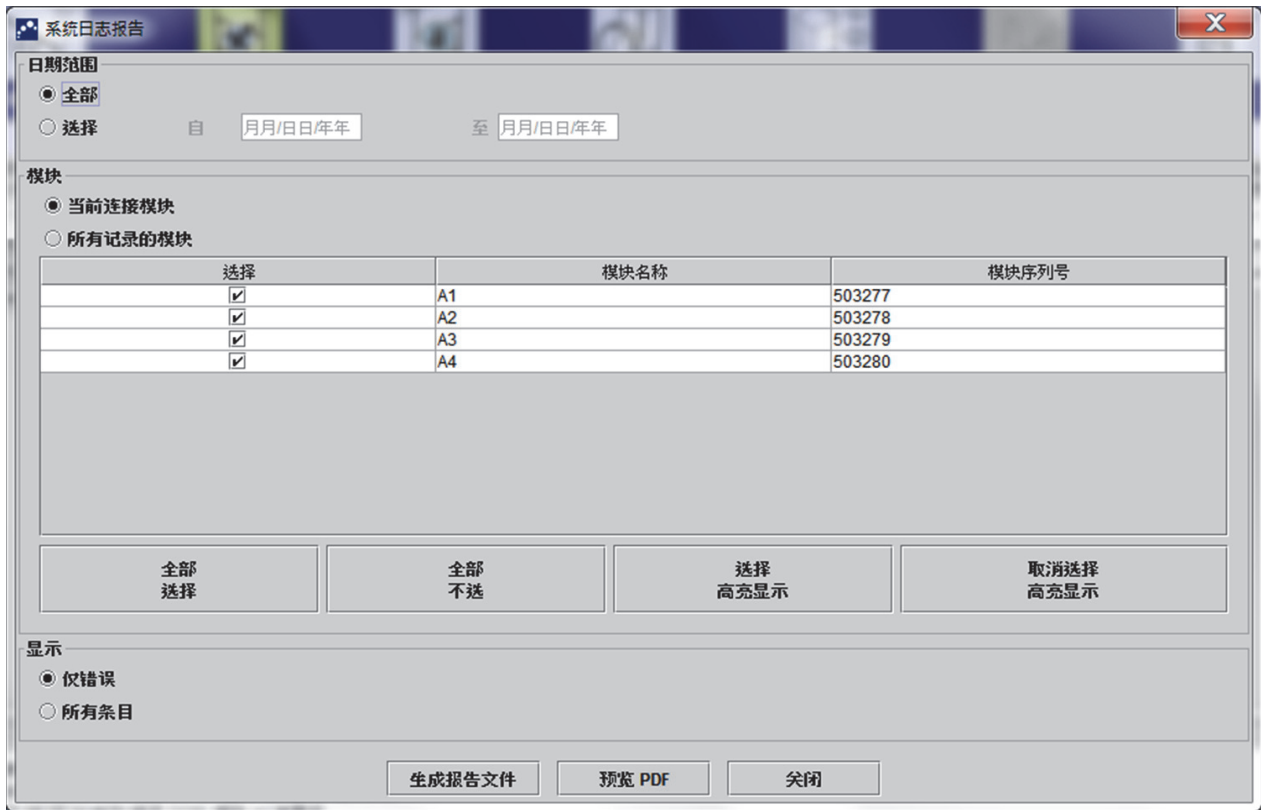 系统日志报告
日期范围
全部
选择 自 月月/日日/年年 至 月月/日日/年年
模块
当前连接模块
所有记录的模块
选择 模块名称 模块序列号
A1 503277
A2 503278
A3 503279
A4 503280
全部 全部 选择 取消选择
选择 不选 高亮显示 高亮显示
显示
仅错误
所有条目
生成报告文件 预览 PDF 关闭